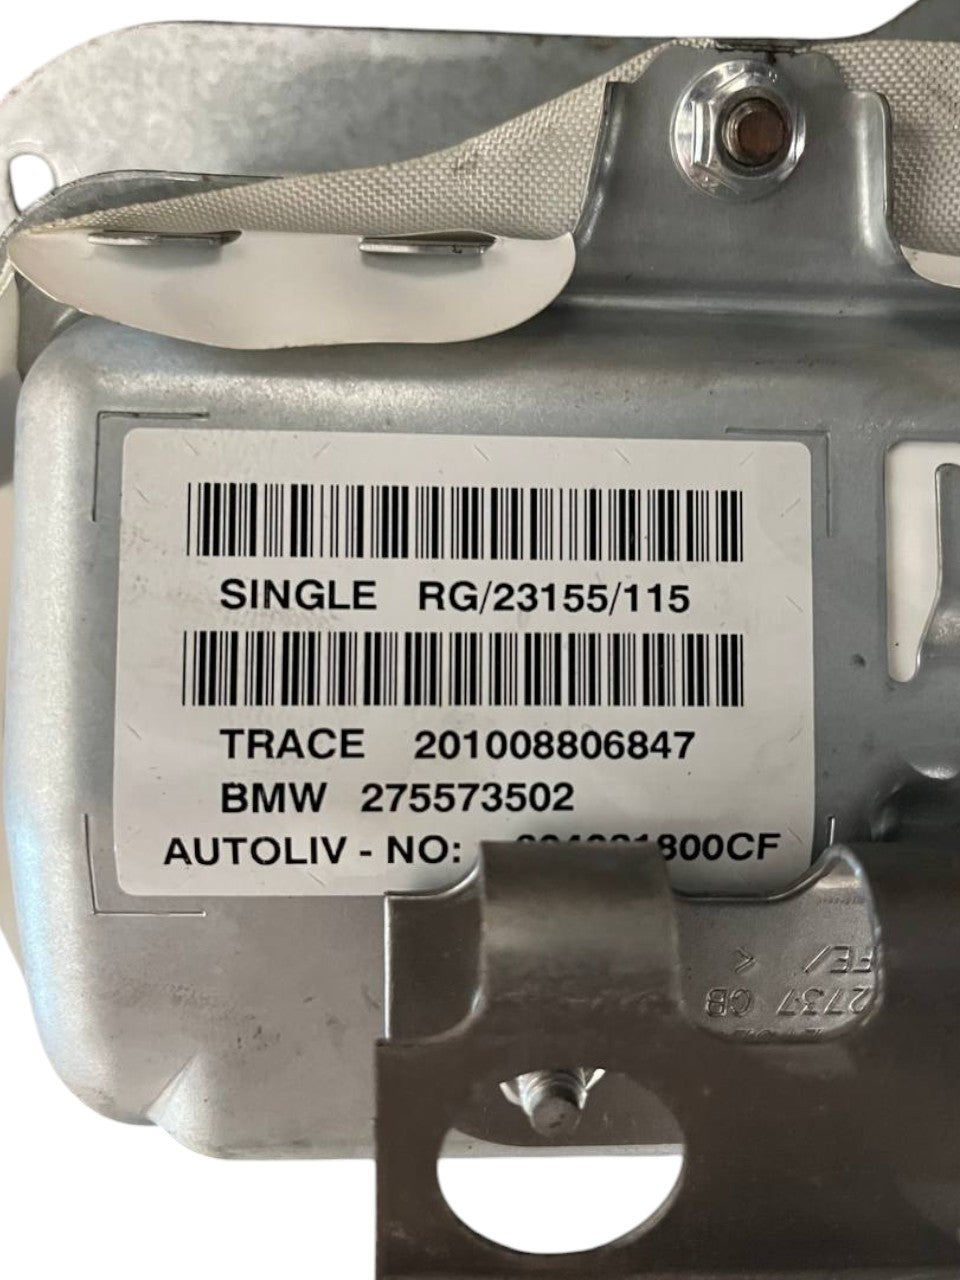 SINGLE RG/23155/115
TRACE 201008806847
BMW 275573502
AUTOLIV - NO: